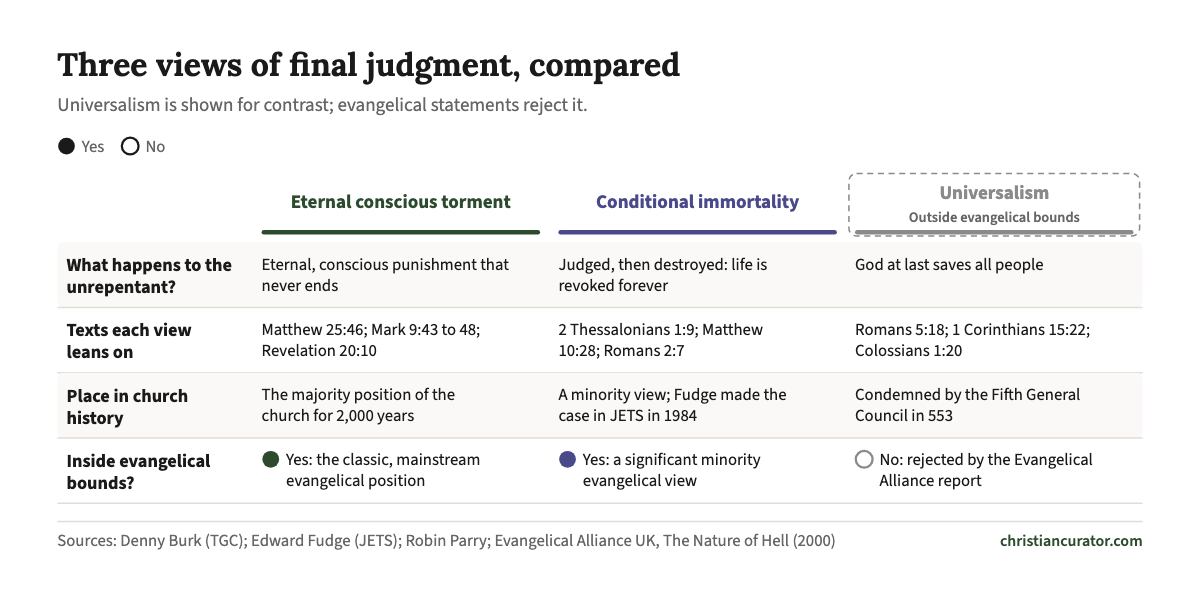 Three views of final judgment, compared
Universalism is shown for contrast; evangelical statements reject it.
Yes No
Eternal conscious torment
Conditional immortality
Universalism
Outside evangelical bounds
What happens to the
unrepentant?
Eternal, conscious punishment that
never ends
Judged, then destroyed: life is
revoked forever
God at last saves all people
Texts each view
leans on
Matthew 25:46; Mark 9:43 to 48;
Revelation 20:10
2 Thessalonians 1:9; Matthew
10:28; Romans 2:7
Romans 5:18; 1 Corinthians 15:22;
Colossians 1:20
Place in church
history
The majority position of the
church for 2,000 years
A minority view; Fudge made the
case in JETS in 1984
Condemned by the Fifth General
Council in 553
Inside evangelical
bounds?
Yes: the classic, mainstream
evangelical position
Yes: a significant minority
evangelical view
No: rejected by the Evangelical
Alliance report
Sources: Denny Burk (TGC); Edward Fudge (JETS); Robin Parry; Evangelical Alliance UK, The Nature of Hell (2000)
christiancurator.com